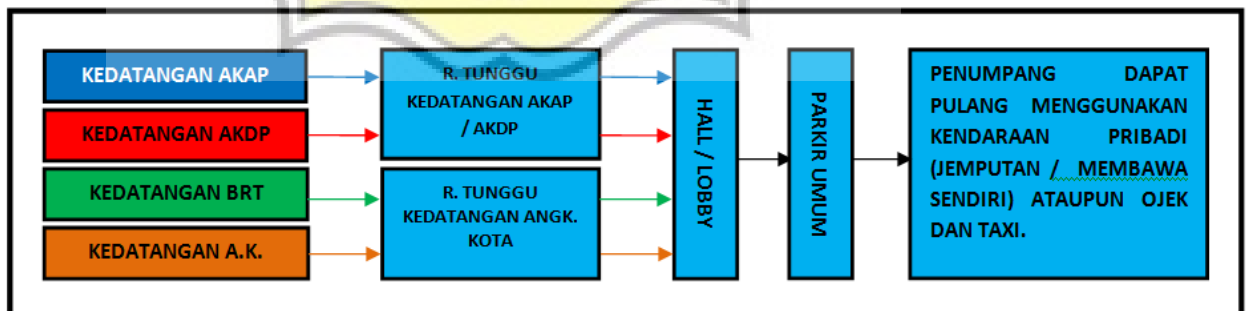 KEDATANGAN AKAP
KEDATANGAN AKDP
KEDATANGAN BRT
KEDATANGAN A.K.
R. TUNGGU
KEDATANGAN AKAP
/ AKDP
R. TUNGGU
KEDATANGAN ANGK.
KOTA
HALL / LOBBY
PARKIR UMUM
PENUMPANG DAPAT
PULANG MENGGUNAKAN
KENDARAAN PRIBADI
(JEMPUTAN / MEMBAWA
SENDIRI) ATAUPUN OJEK
DAN TAXI.